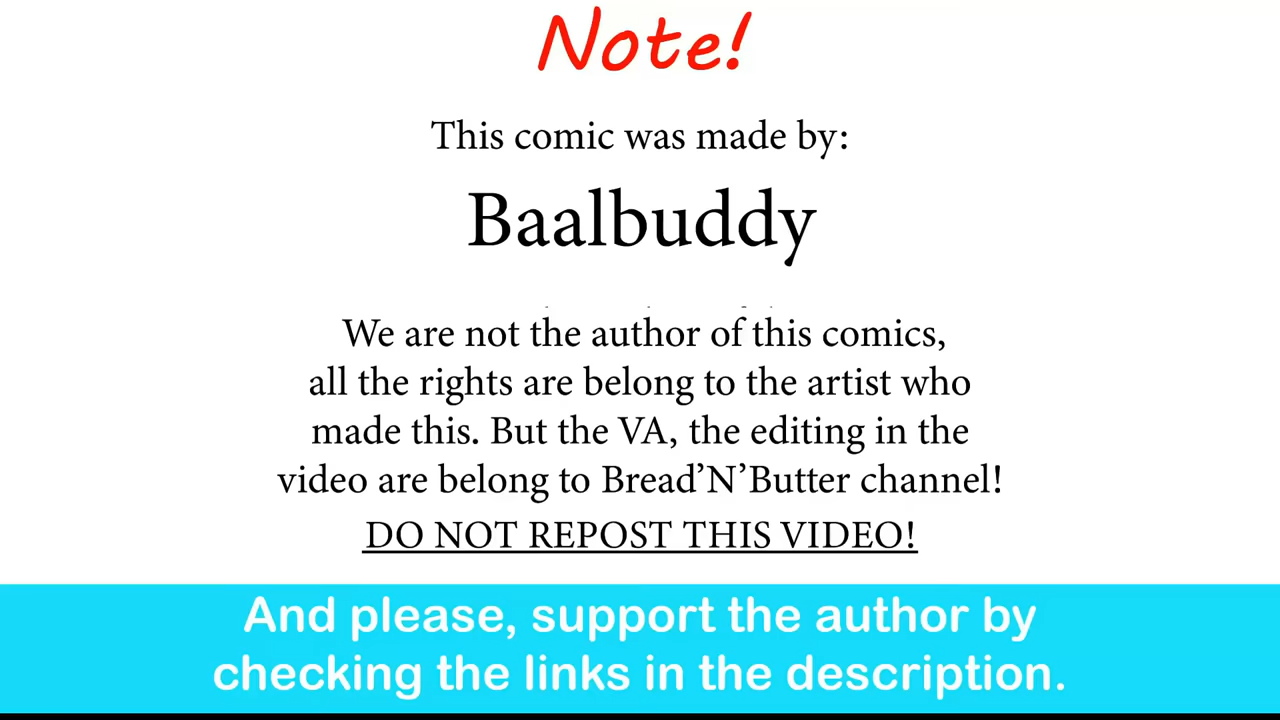 Note!
This comic was made by:
Baalbuddy
We are not the author of this comics,
all the rights are belong to the artist who
made this. But the VA, the editing in the
video are belong to Bread’N’Butter channel!
DO NOT REPOST THIS VIDEO!
And please, support the author by
checking the links in the description.